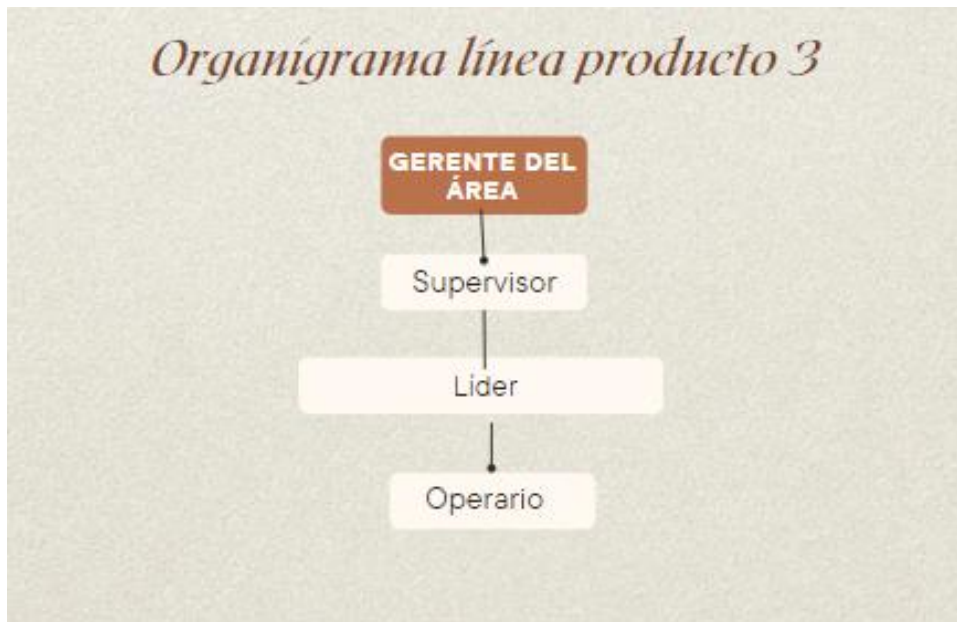 Organigrama línea producto 3
GERENTE DEL
ÁREA
Supervisor
Lider
Operario